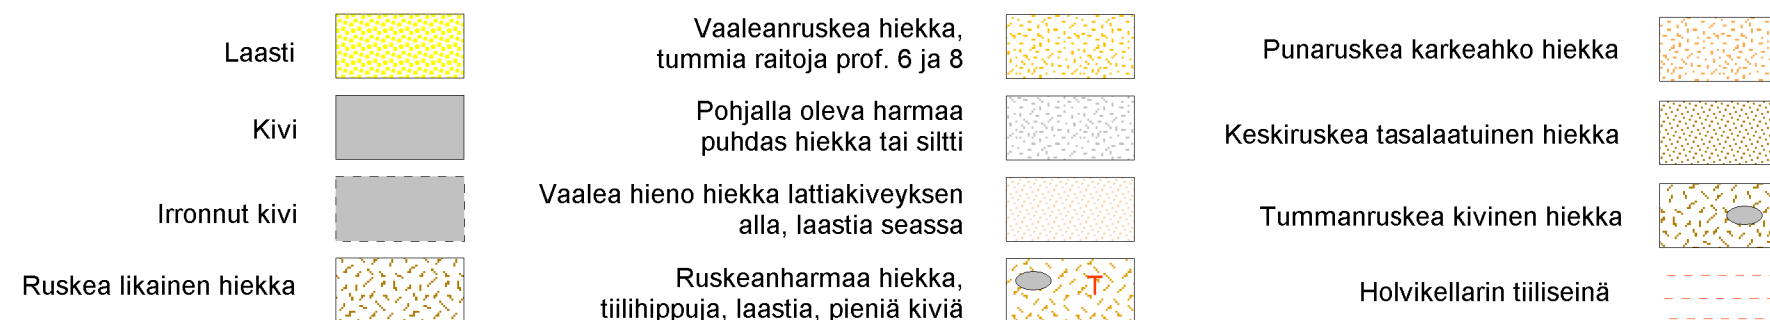 Laasti
Kivi
Irronnut kivi
Ruskea likainen hiekka
Vaaleanruskea hiekka,
tummia raitoja prof. 6 ja 8
Pohjalla oleva harmaa
puhdas hiekka tai siltti
Vaalea hieno hiekka lattiakiveyksen
alla, laastia seassa
Ruskeanharmaa hiekka,
tiilihippuja, laastia, pieniä kiviä
T
Punaruskea karkeahko hiekka
Keskiruskea tasalaatuinen hiekka
Tummanruskea kivinen hiekka
Holvikellarin tiiliseinä